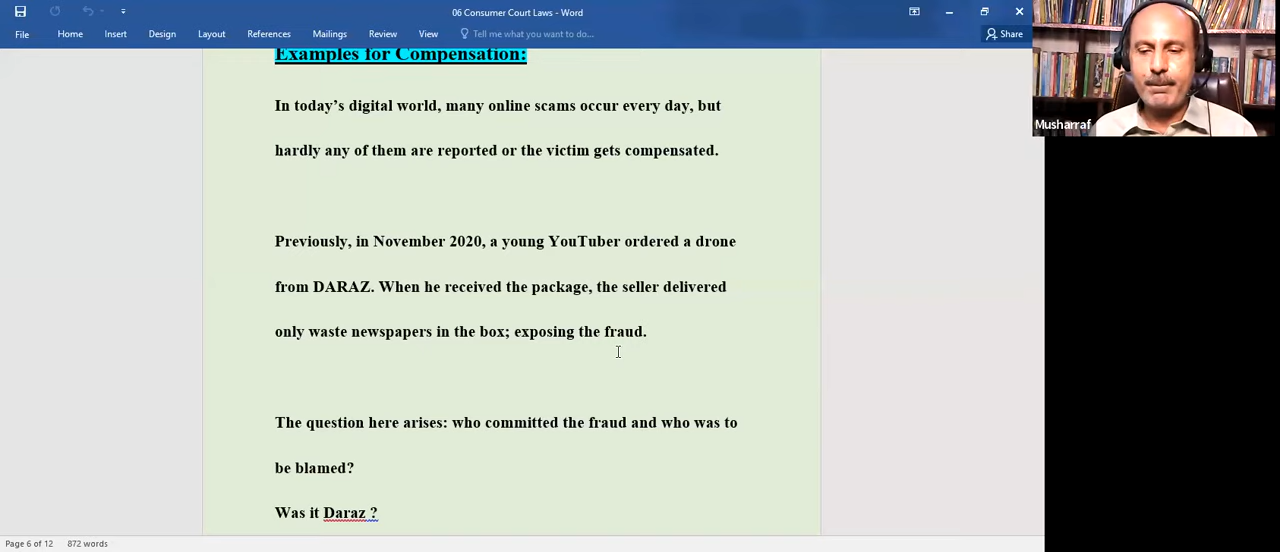 06 Consumer Court Laws - Word
File Home Insert Design Layout References Mailings Review View Tell me what you want to do... Share
Musharraf
Examples for Compensation:
In today's digital world, many online scams occur every day, but
hardly any of them are reported or the victim gets compensated.
Previously, in November 2020, a young YouTuber ordered a drone
from DARAZ. When he received the package, the seller delivered
only waste newspapers in the box; exposing the fraud.
The question here arises: who committed the fraud and who was to
be blamed?
Was it Daraz ?
Page 6 of 12 872 words